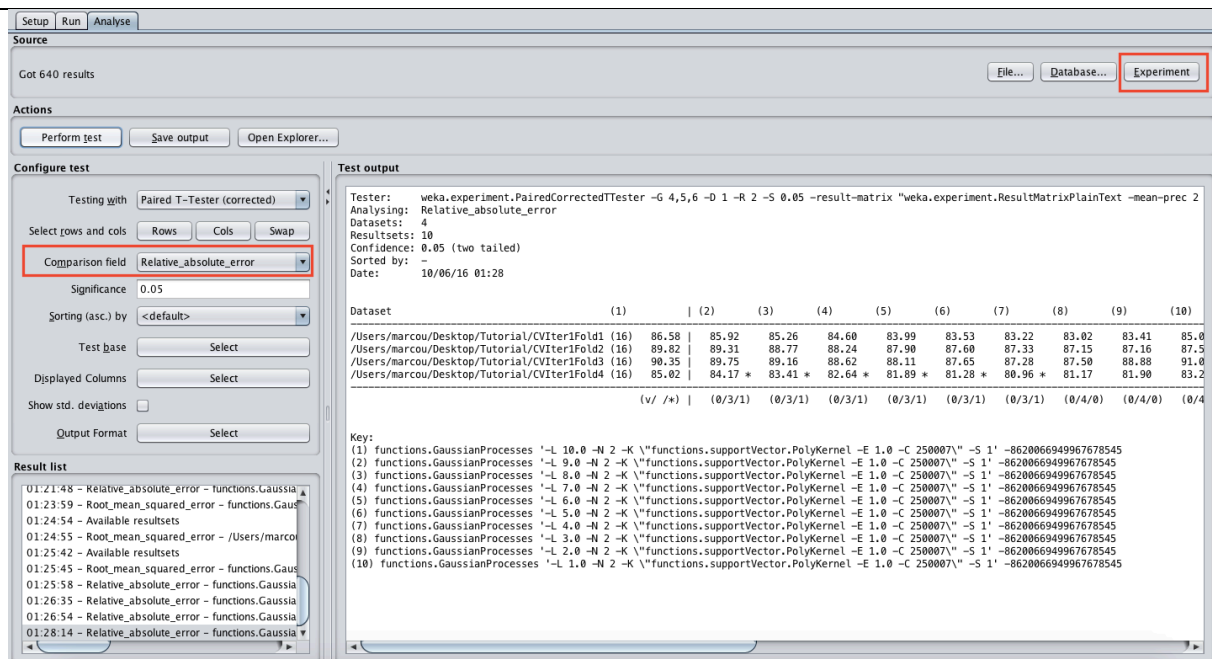 Setup Run Analyse
Source
Got 640 results
File... Database... Experiment
Actions
Perform test Save output Open Explorer...
Configure test
Testing with Paired T-Tester (corrected)
Select rows and cols Rows Cols Swap
Comparison field Relative_absolute_error
Significance 0.05
Sorting (asc.) by <default>
Test base Select
Displayed Columns Select
Show std. deviations
Output Format Select
Result list
01:21:48 - Relative_absolute_error - functions.Gaussia
01:23:59 - Root_mean_squared_error - functions.Gaus
01:24:54 - Available resultsets
01:24:55 - Root_mean_squared_error - /Users/marcou
01:25:42 - Available resultsets
01:25:45 - Root_mean_squared_error - functions.Gaus
01:25:58 - Relative_absolute_error - functions.Gaussia
01:26:35 - Relative_absolute_error - functions.Gaussia
01:26:54 - Relative_absolute_error - functions.Gaussia
01:28:14 - Relative_absolute_error - functions.Gaussia
Test output
Tester: weka.experiment.PairedCorrectedTTester -G 4,5,6 -D 1 -R 2 -S 0.05 -result-matrix "weka.experiment.ResultMatrixPlainText -mean-prec 2
Analysing: Relative_absolute_error
Datasets: 4
Resultsets: 10
Confidence: 0.05 (two tailed)
Sorted by: -
Date: 10/06/16 01:28
Dataset (1) | (2) (3) (4) (5) (6) (7) (8) (9) (10)
/Users/marcou/Desktop/Tutorial/CVIter1Fold1 (16) 86.58 | 85.92 85.26 84.60 83.99 83.53 83.22 83.02 83.41 85.0
/Users/marcou/Desktop/Tutorial/CVIter1Fold2 (16) 89.82 | 89.31 88.77 88.24 87.90 87.60 87.33 87.15 87.16 87.5
/Users/marcou/Desktop/Tutorial/CVIter1Fold3 (16) 90.35 | 89.75 89.16 88.62 88.11 87.65 87.28 87.50 88.88 91.0
/Users/marcou/Desktop/Tutorial/CVIter1Fold4 (16) 85.02 | 84.17 * 83.41 * 82.64 * 81.89 * 81.28 * 80.96 * 81.17 81.90 83.2
(v/ /*) | (0/3/1) (0/3/1) (0/3/1) (0/3/1) (0/3/1) (0/3/1) (0/4/0) (0/4/0) (0/4
Key:
(1) functions.GaussianProcesses '-L 10.0 -N 2 -K \"functions.supportVector.PolyKernel -E 1.0 -C 250007\" -S 1' -8620066949967678545
(2) functions.GaussianProcesses '-L 9.0 -N 2 -K \"functions.supportVector.PolyKernel -E 1.0 -C 250007\" -S 1' -8620066949967678545
(3) functions.GaussianProcesses '-L 8.0 -N 2 -K \"functions.supportVector.PolyKernel -E 1.0 -C 250007\" -S 1' -8620066949967678545
(4) functions.GaussianProcesses '-L 7.0 -N 2 -K \"functions.supportVector.PolyKernel -E 1.0 -C 250007\" -S 1' -8620066949967678545
(5) functions.GaussianProcesses '-L 6.0 -N 2 -K \"functions.supportVector.PolyKernel -E 1.0 -C 250007\" -S 1' -8620066949967678545
(6) functions.GaussianProcesses '-L 5.0 -N 2 -K \"functions.supportVector.PolyKernel -E 1.0 -C 250007\" -S 1' -8620066949967678545
(7) functions.GaussianProcesses '-L 4.0 -N 2 -K \"functions.supportVector.PolyKernel -E 1.0 -C 250007\" -S 1' -8620066949967678545
(8) functions.GaussianProcesses '-L 3.0 -N 2 -K \"functions.supportVector.PolyKernel -E 1.0 -C 250007\" -S 1' -8620066949967678545
(9) functions.GaussianProcesses '-L 2.0 -N 2 -K \"functions.supportVector.PolyKernel -E 1.0 -C 250007\" -S 1' -8620066949967678545
(10) functions.GaussianProcesses '-L 1.0 -N 2 -K \"functions.supportVector.PolyKernel -E 1.0 -C 250007\" -S 1' -8620066949967678545